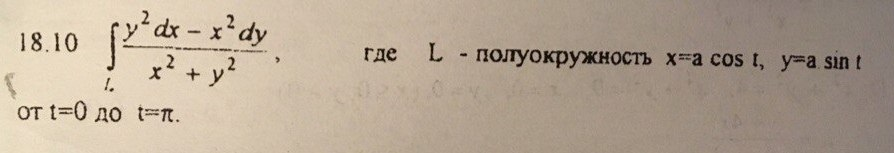 18.10 ∫_L (y² dx − x² dy)/(x² + y²), где L - полуокружность x=a cos t, y=a sin t
от t=0 до t=π.